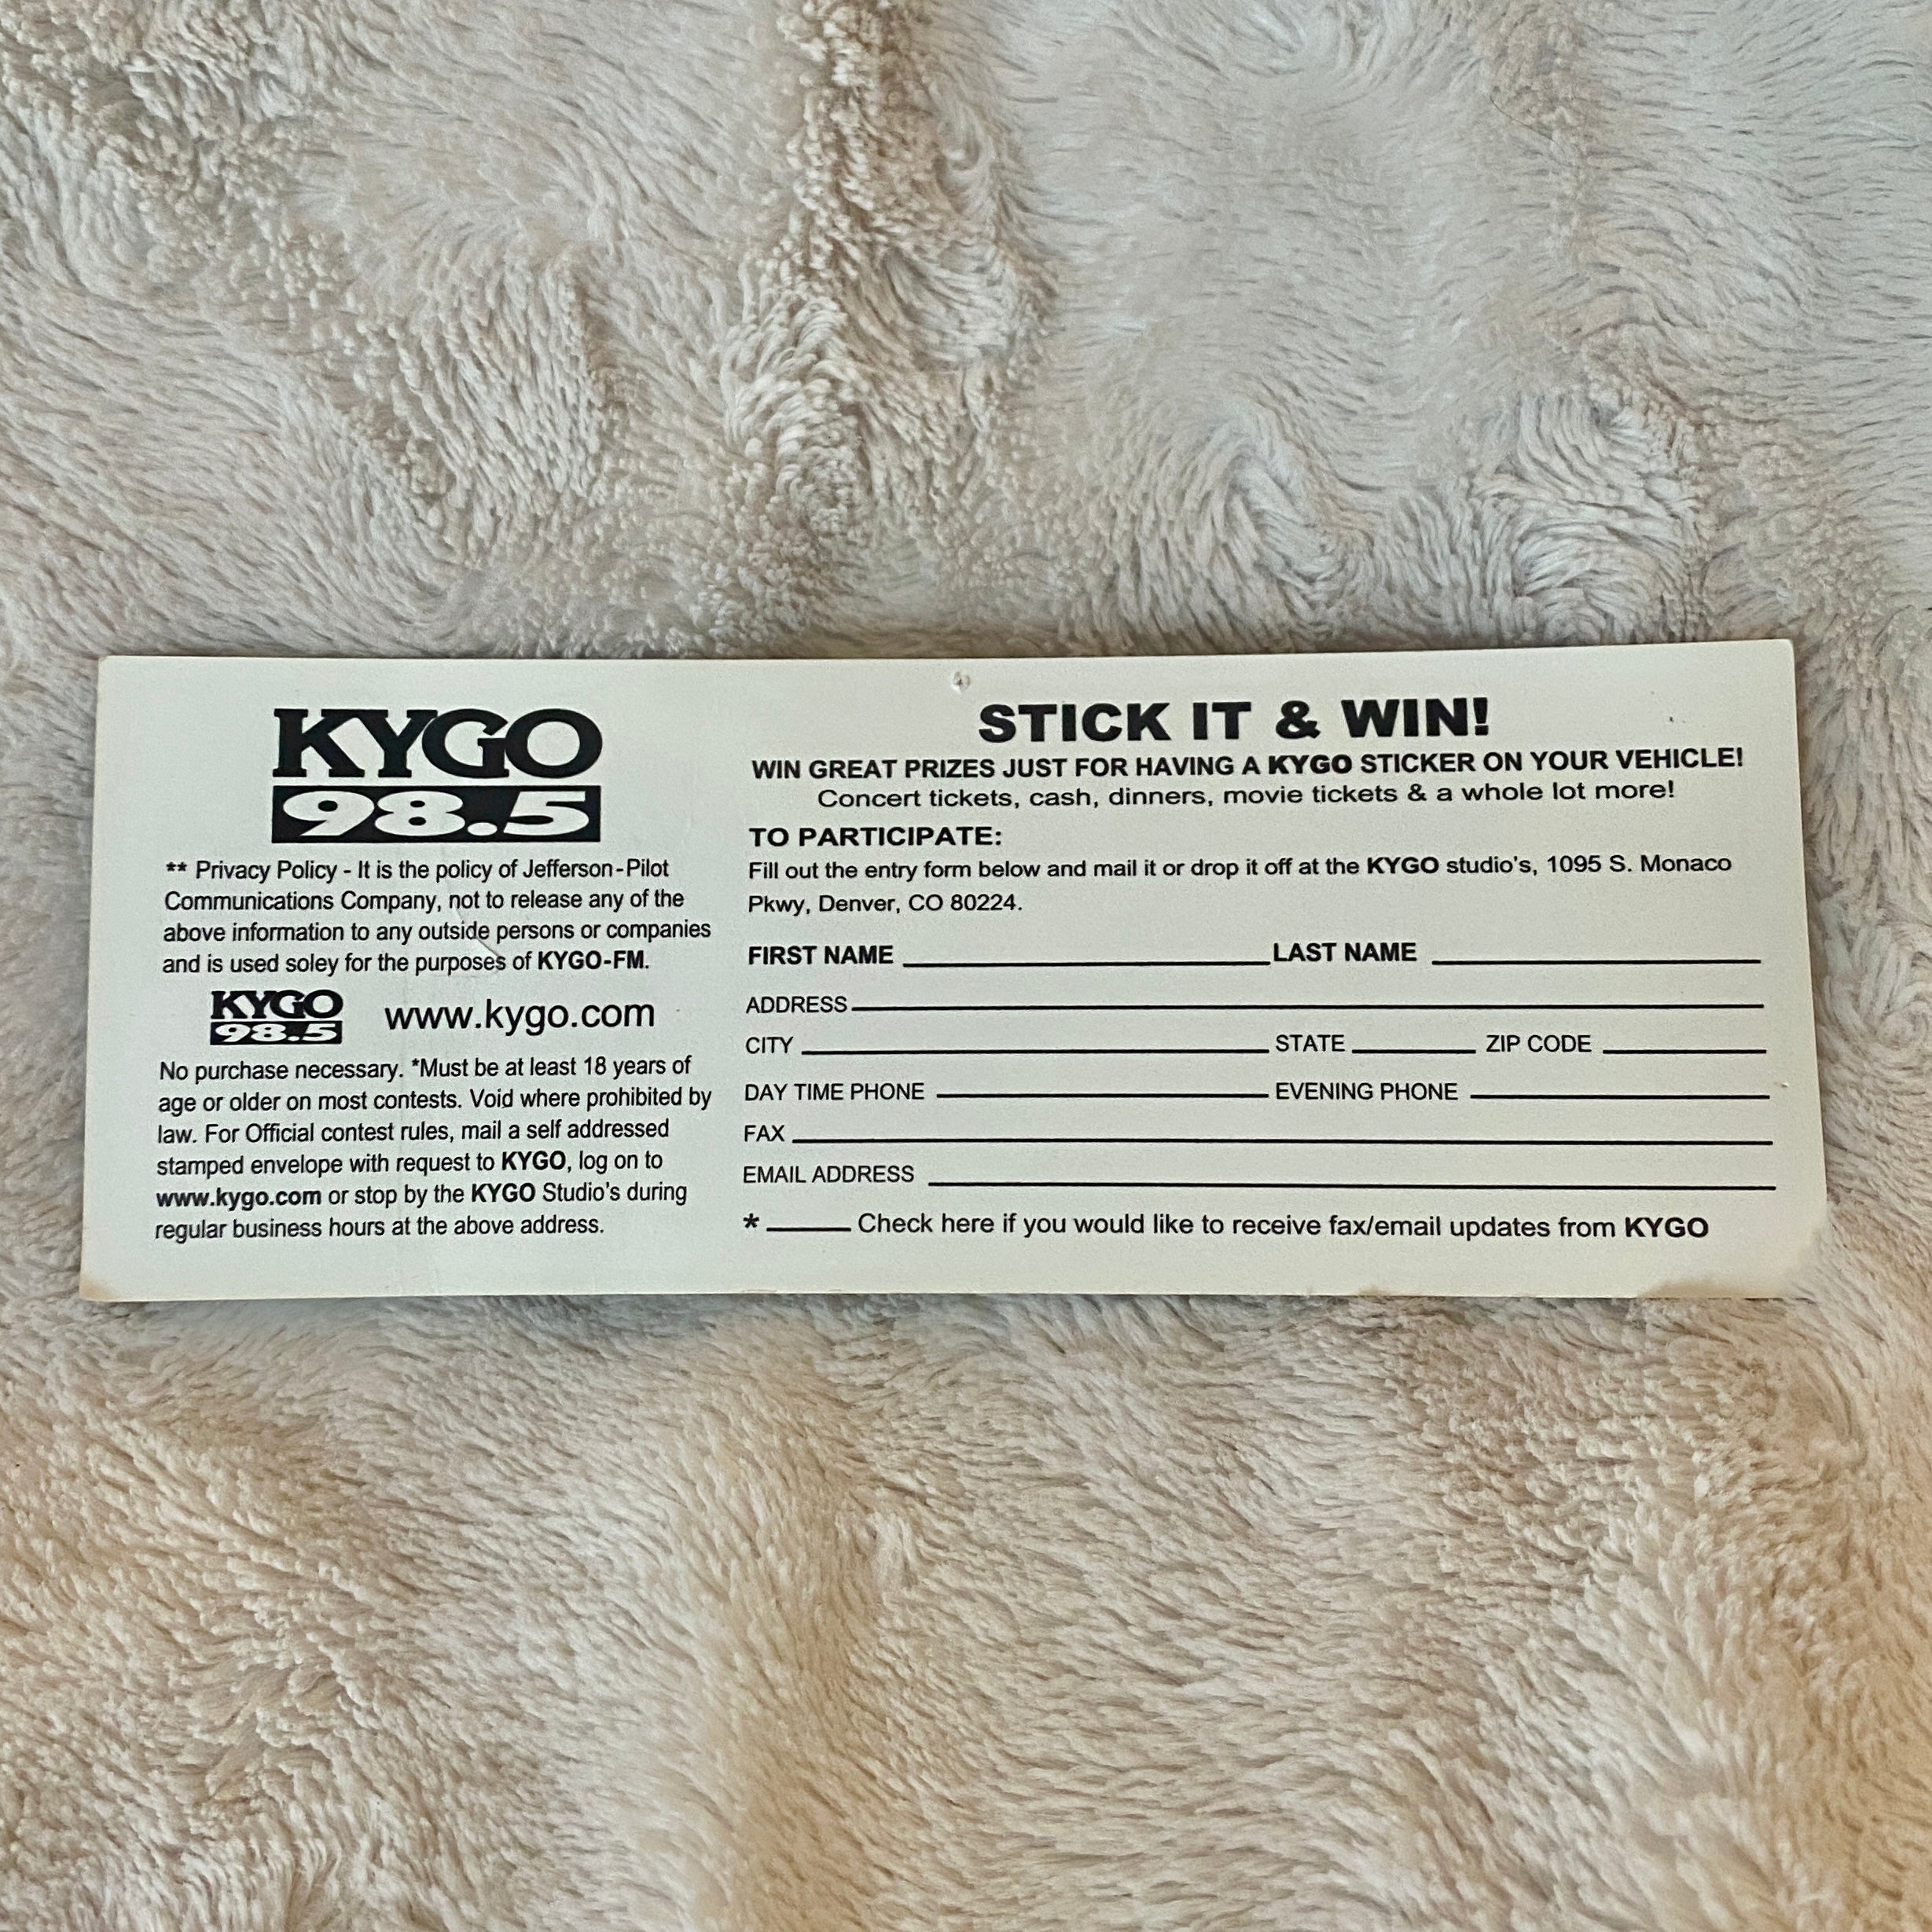 KYGO
98.5
** Privacy Policy - It is the policy of Jefferson-Pilot
Communications Company, not to release any of the
above information to any outside persons or companies
and is used soley for the purposes of KYGO-FM.
KYGO
98.5
www.kygo.com
No purchase necessary. *Must be at least 18 years of
age or older on most contests. Void where prohibited by
law. For Official contest rules, mail a self addressed
stamped envelope with request to KYGO, log on to
www.kygo.com or stop by the KYGO Studio's during
regular business hours at the above address.
STICK IT & WIN!
WIN GREAT PRIZES JUST FOR HAVING A KYGO STICKER ON YOUR VEHICLE!
Concert tickets, cash, dinners, movie tickets & a whole lot more!
TO PARTICIPATE:
Fill out the entry form below and mail it or drop it off at the KYGO studio's, 1095 S. Monaco
Pkwy, Denver, CO 80224.
FIRST NAME LAST NAME
ADDRESS
CITY STATE ZIP CODE
DAY TIME PHONE EVENING PHONE
FAX
EMAIL ADDRESS
* Check here if you would like to receive fax/email updates from KYGO